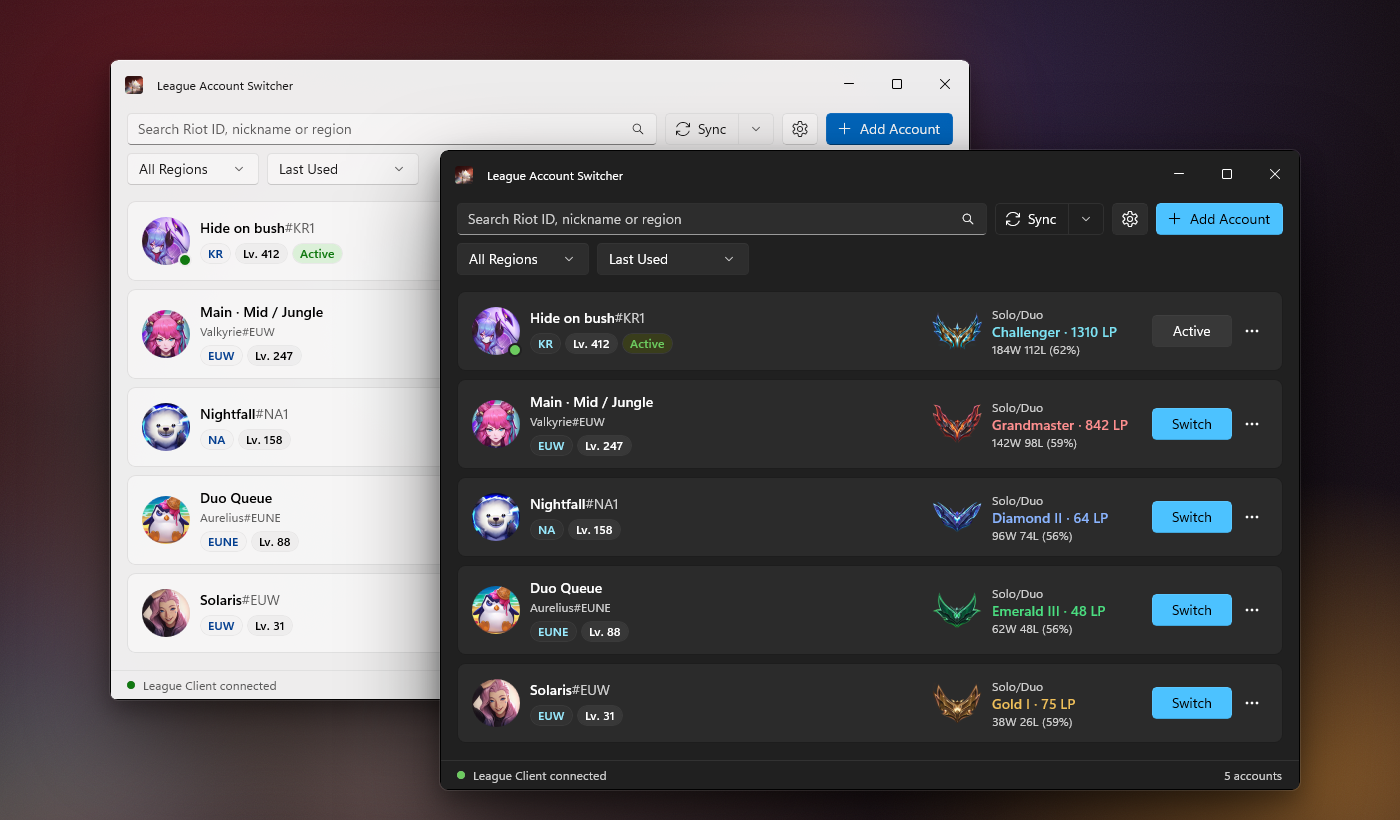 League Account Switcher
Search Riot ID, nickname or region
Sync
Add Account
All Regions
Last Used
Hide on bush#KR1
KR
Lv. 412
Active
Main · Mid / Jungle
Valkyrie#EUW
EUW
Lv. 247
Nightfall#NA1
NA
Lv. 158
Duo Queue
Aurelius#EUNE
EUNE
Lv. 88
Solaris#EUW
EUW
Lv. 31
League Client connected
League Account Switcher
Search Riot ID, nickname or region
Sync
Add Account
All Regions
Last Used
Hide on bush#KR1
KR
Lv. 412
Active
Solo/Duo
Challenger · 1310 LP
184W 112L (62%)
Active
Main · Mid / Jungle
Valkyrie#EUW
EUW
Lv. 247
Solo/Duo
Grandmaster · 842 LP
142W 98L (59%)
Switch
Nightfall#NA1
NA
Lv. 158
Solo/Duo
Diamond II · 64 LP
96W 74L (56%)
Switch
Duo Queue
Aurelius#EUNE
EUNE
Lv. 88
Solo/Duo
Emerald III · 48 LP
62W 48L (56%)
Switch
Solaris#EUW
EUW
Lv. 31
Solo/Duo
Gold I · 75 LP
38W 26L (59%)
Switch
League Client connected
5 accounts